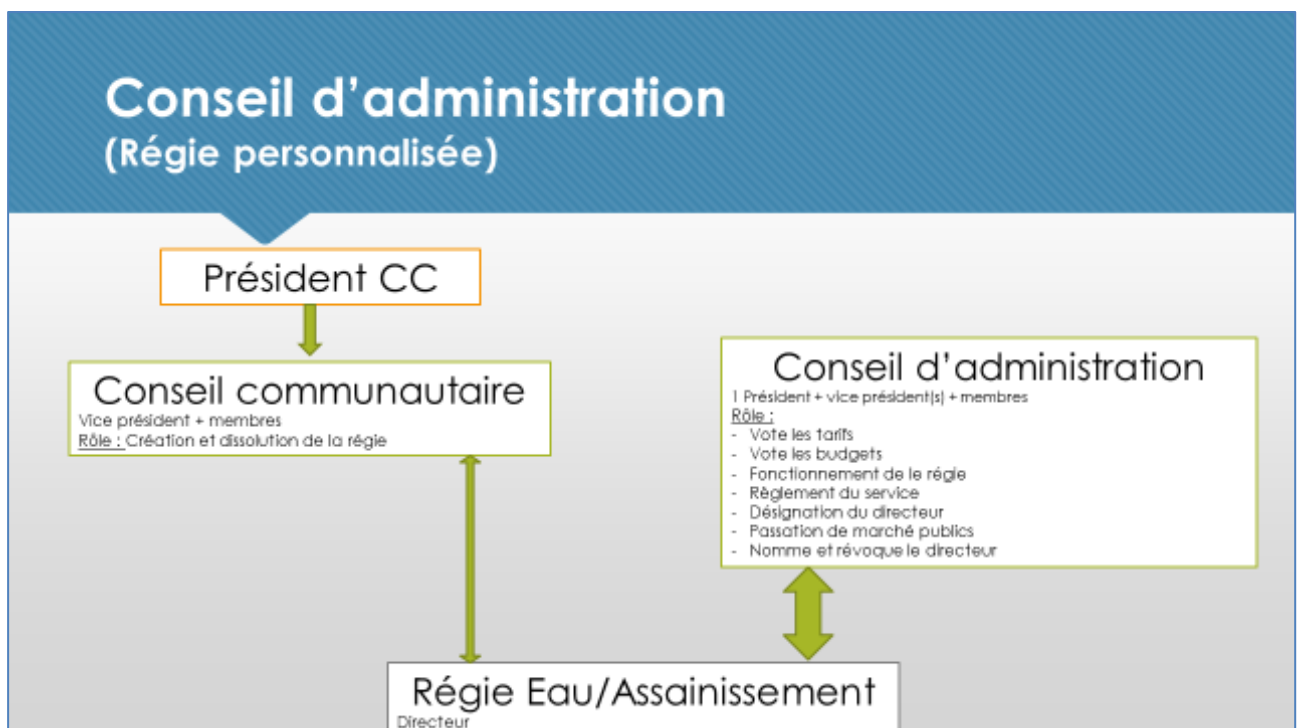 Conseil d'administration
(Régie personnalisée)
Président CC
Conseil communautaire
Vice président + membres
Rôle : Création et dissolution de la régie
Conseil d'administration
1 Président + vice président(s) + membres
Rôle :
- Vote les tarifs
- Vote les budgets
- Fonctionnement de le régie
- Règlement du service
- Désignation du directeur
- Passation de marché publics
- Nomme et révoque le directeur
Régie Eau/Assainissement
Directeur